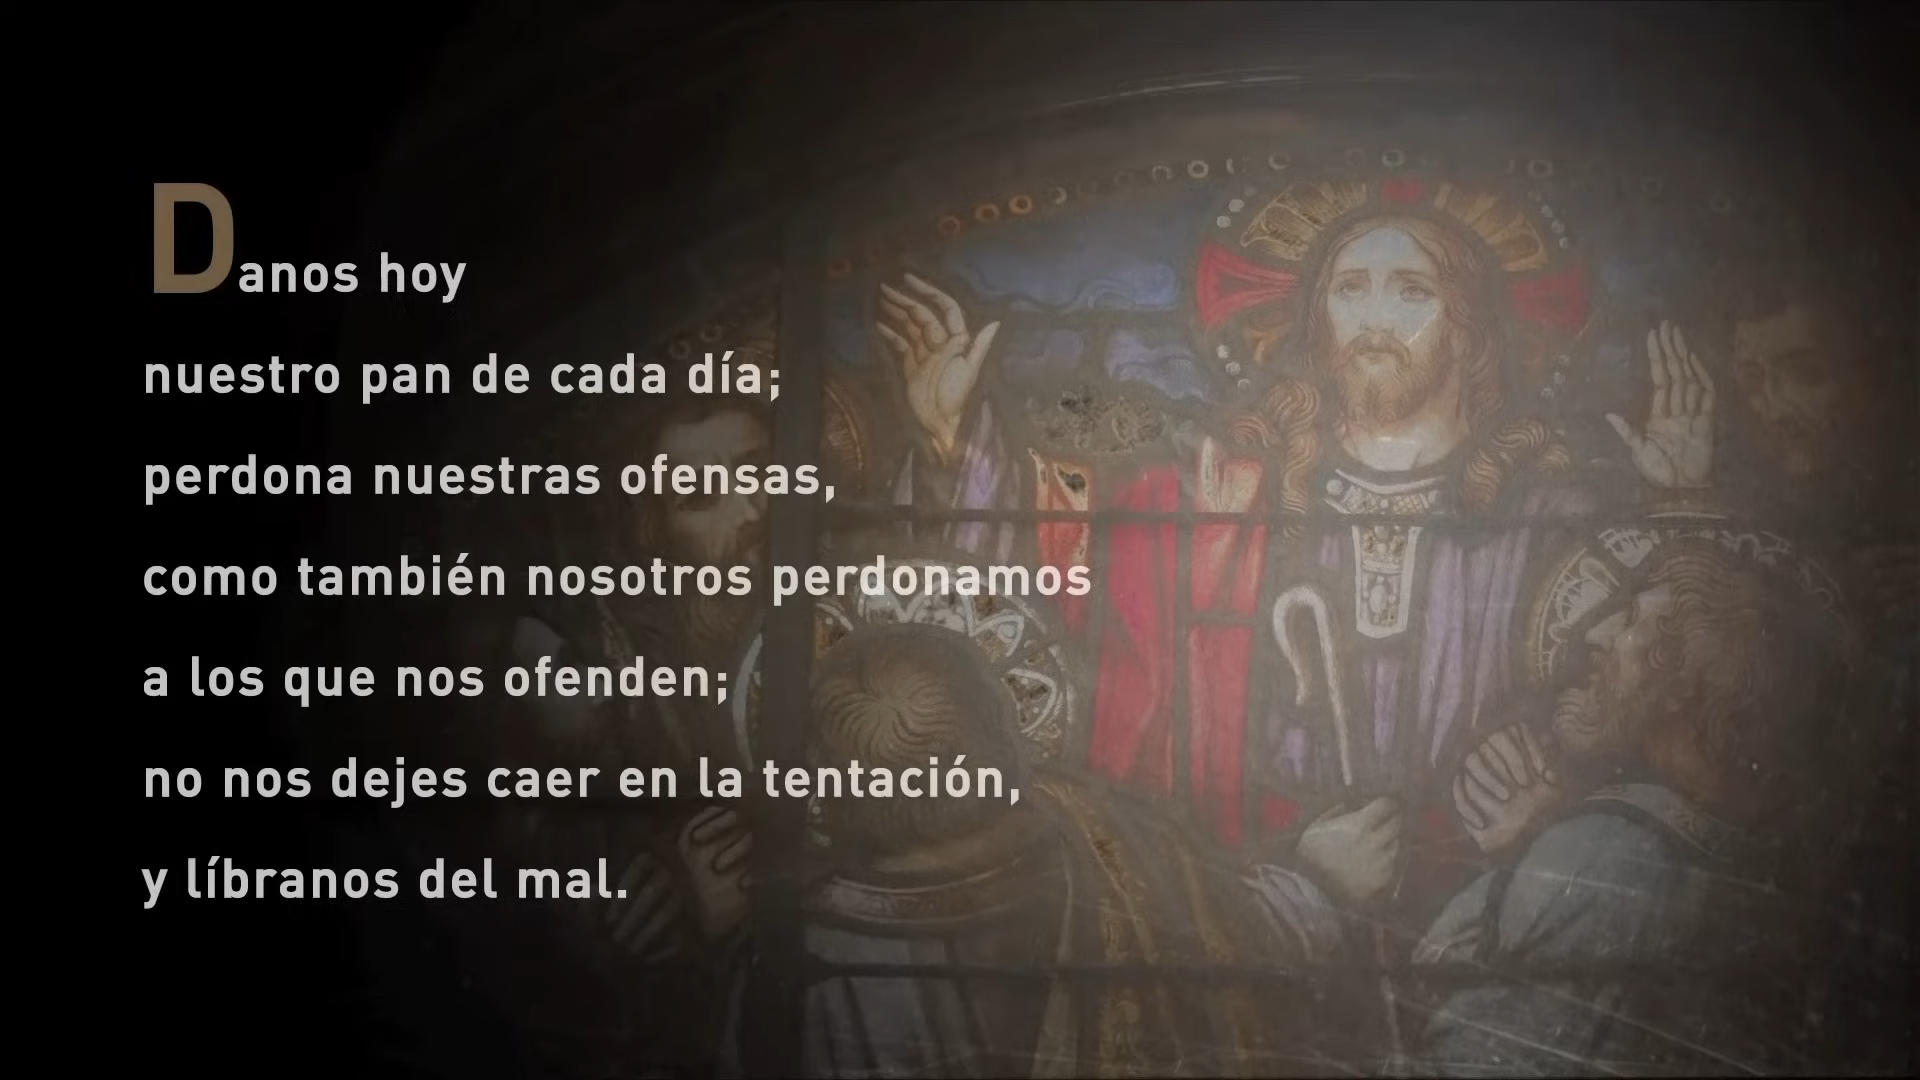 Danos hoy
nuestro pan de cada día;
perdona nuestras ofensas,
como también nosotros perdonamos
a los que nos ofenden;
no nos dejes caer en la tentación,
y líbranos del mal.